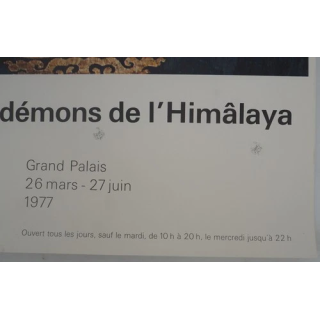 démons de l'Himâlaya
Grand Palais
26 mars - 27 juin
1977
Ouvert tous les jours, sauf le mardi, de 10 h à 20 h, le mercredi jusqu'à 22 h